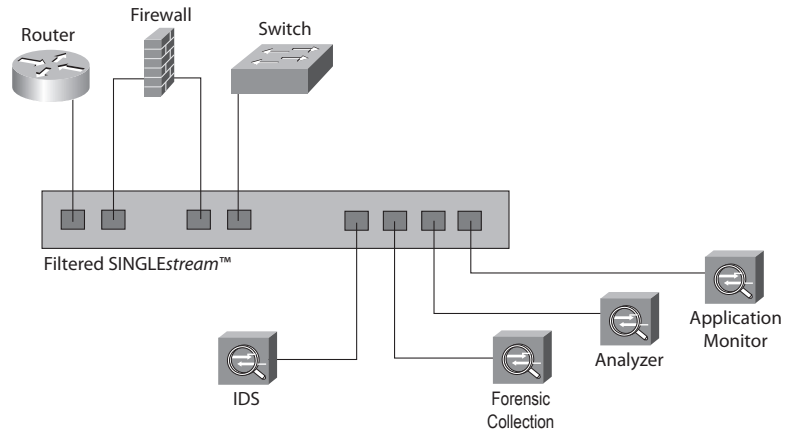 Firewall
Router
Switch
Filtered SINGLEstream™
IDS
Forensic
Collection
Analyzer
Application
Monitor